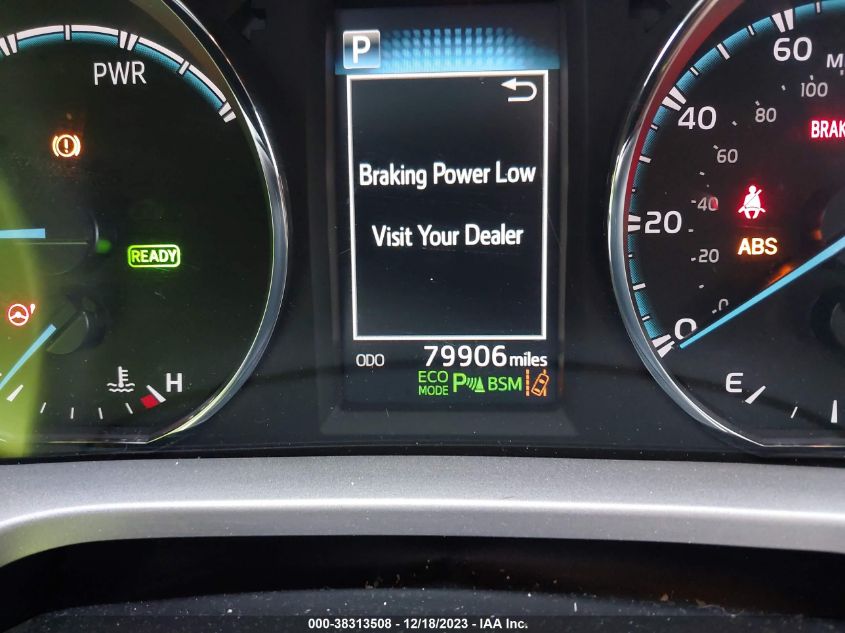 P
PWR
60
M
100
40
80
BRAK
60
Braking Power Low
40
20
Visit Your Dealer
ABS
READY
20
0
0
ODO 79906 miles
H
ECO MODE
P
BSM
E
000-38313508 - 12/18/2023 - IAA Inc.